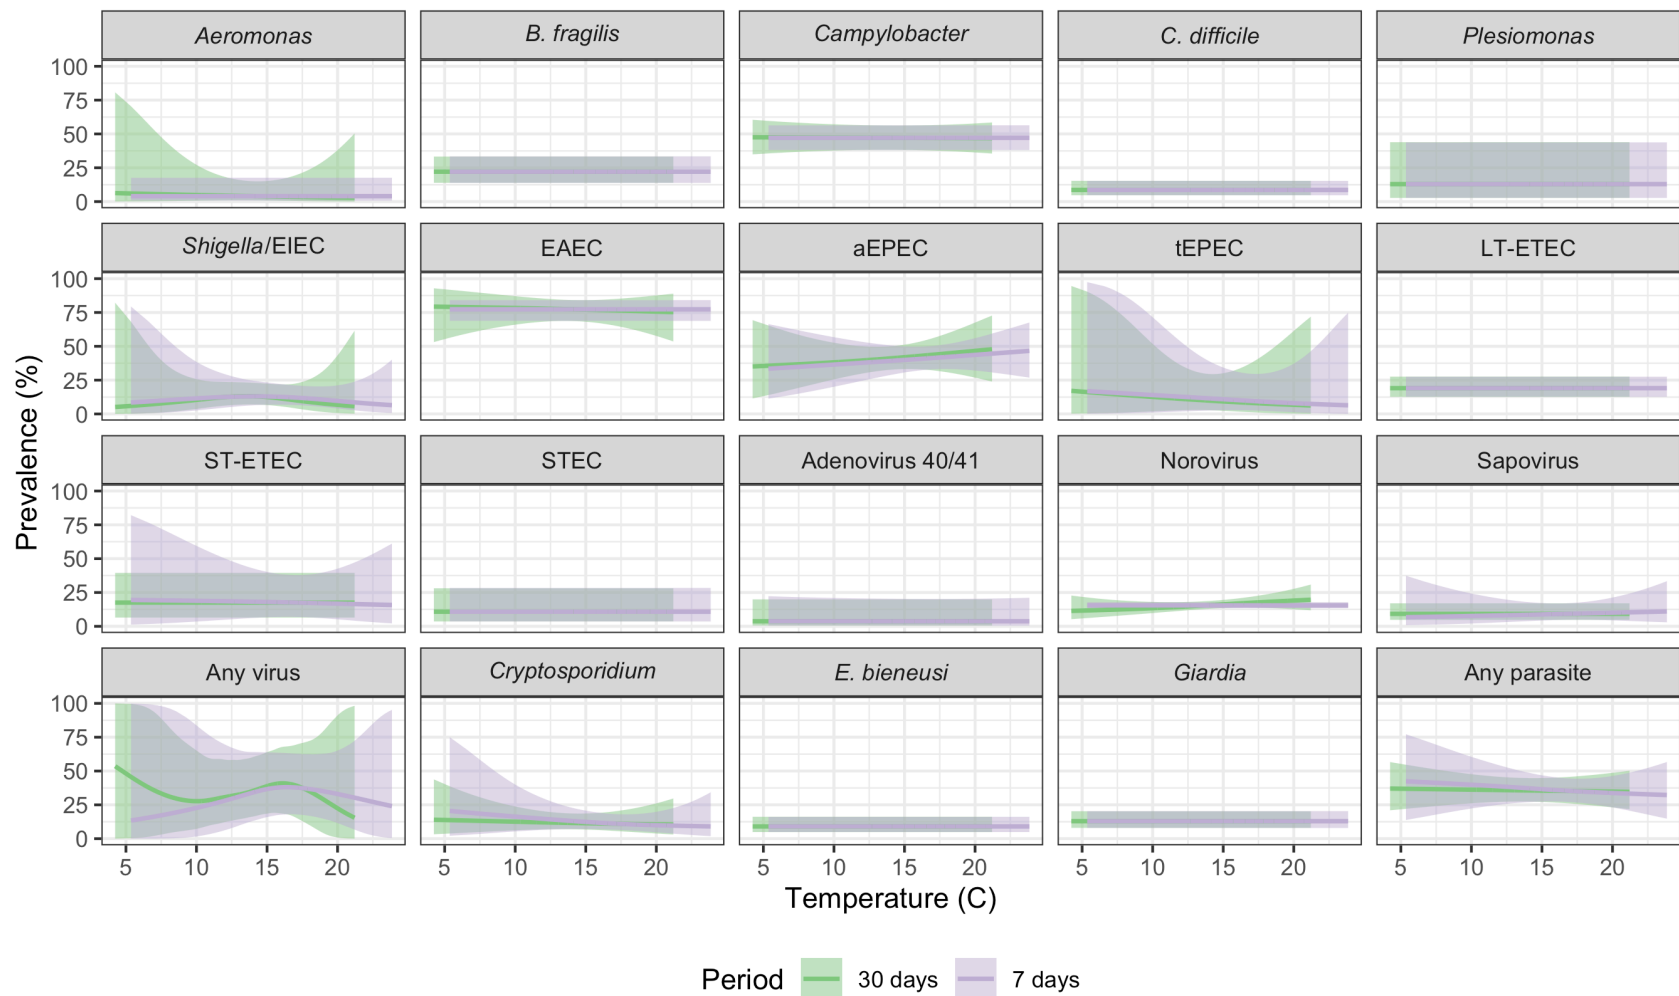 Aeromonas B. fragilis Campylobacter C. difficile Plesiomonas
100
75
50
25
0
Shigella/EIEC EAEC aEPEC tEPEC LT-ETEC
100
75
50
25
0
Prevalence (%)
ST-ETEC STEC Adenovirus 40/41 Norovirus Sapovirus
100
75
50
25
0
Any virus Cryptosporidium E. bieneusi Giardia Any parasite
100
75
50
25
0
5 10 15 20 5 10 15 20 5 10 15 20 5 10 15 20 5 10 15 20
Temperature (C)
Period 30 days 7 days